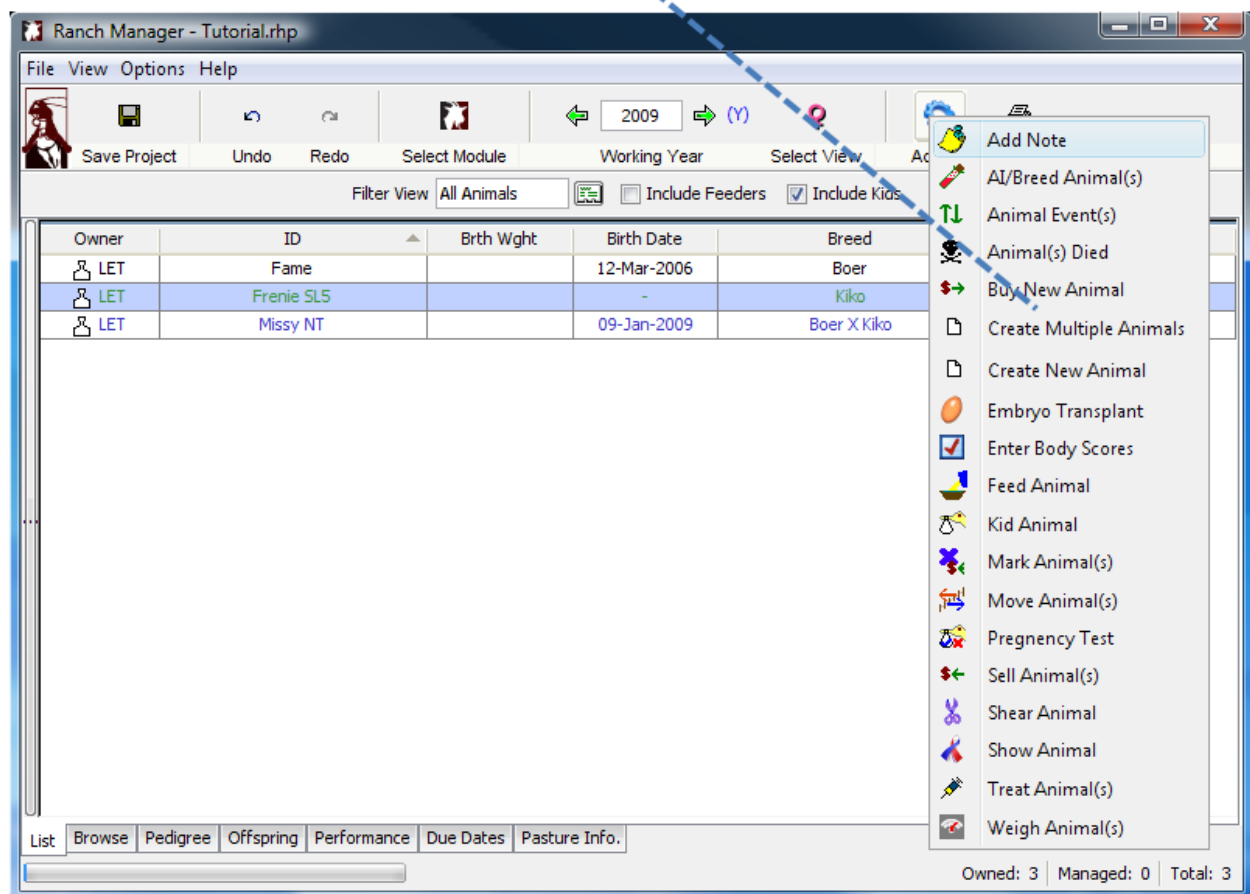 Ranch Manager - Tutorial.rhp
File View Options Help
2009 (Y)
Save Project Undo Redo Select Module Working Year Select View
Filter View All Animals Include Feeders Include Kids
Owner ID Brth Wght Birth Date Breed
LET Fame 12-Mar-2006 Boer
LET Frenie SL5 - Kiko
LET Missy NT 09-Jan-2009 Boer X Kiko
Add Note
AI/Breed Animal(s)
Animal Event(s)
Animal(s) Died
Buy New Animal
Create Multiple Animals
Create New Animal
Embryo Transplant
Enter Body Scores
Feed Animal
Kid Animal
Mark Animal(s)
Move Animal(s)
Pregnency Test
Sell Animal(s)
Shear Animal
Show Animal
Treat Animal(s)
Weigh Animal(s)
List Browse Pedigree Offspring Performance Due Dates Pasture Info.
Owned: 3 Managed: 0 Total: 3